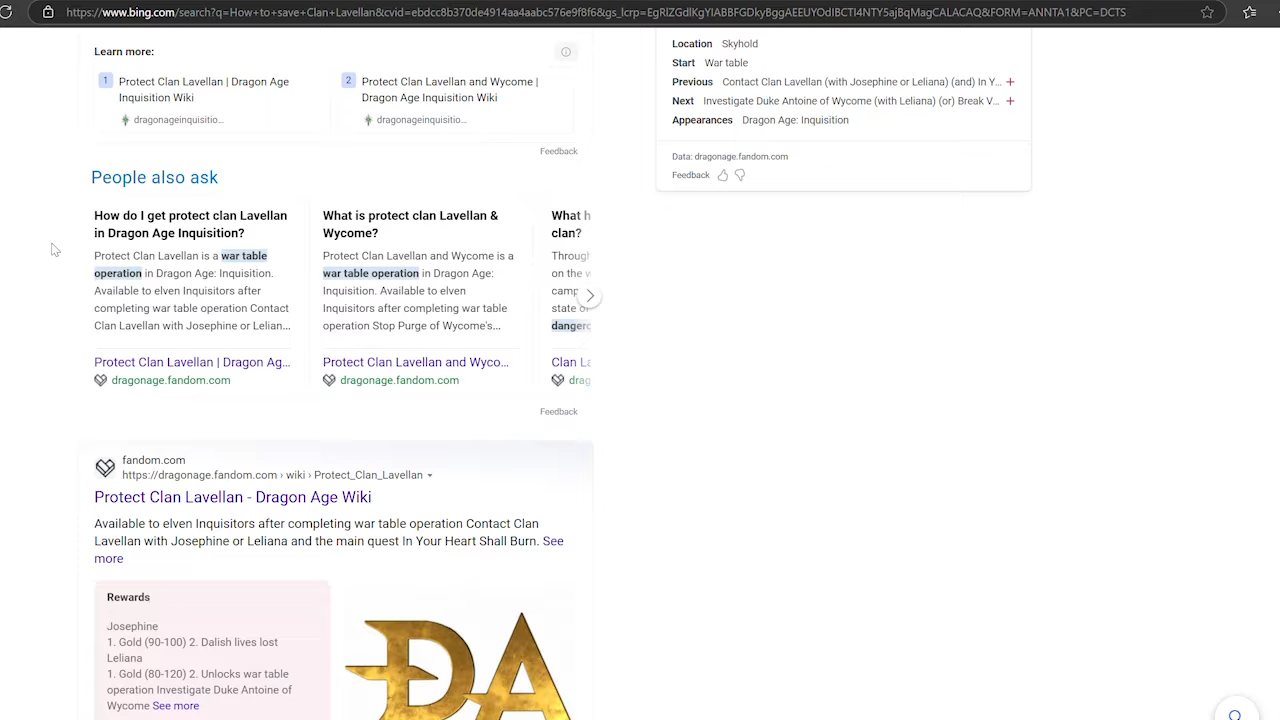 https://www.bing.com/search?q=How+to+save+Clan+Lavellan&cvid=ebdcc8b370de4914aa4aabc576e9f8f6&gs_lcrp=EgRlZGdlKgYIABBFGDkyBggAEEUYOdIBCTI4NTY5ajBqMagCALACAQ&FORM=ANNTA1&PC=DCTS
Learn more:
1 Protect Clan Lavellan | Dragon Age
Inquisition Wiki
dragonageinquisitio...
2 Protect Clan Lavellan and Wycome |
Dragon Age Inquisition Wiki
dragonageinquisitio...
Feedback
Location Skyhold
Start War table
Previous Contact Clan Lavellan (with Josephine or Leliana) (and) In Y... +
Next Investigate Duke Antoine of Wycome (with Leliana) (or) Break V... +
Appearances Dragon Age: Inquisition
Data: dragonage.fandom.com
Feedback
People also ask
How do I get protect clan Lavellan
in Dragon Age Inquisition?
Protect Clan Lavellan is a war table
operation in Dragon Age: Inquisition.
Available to elven Inquisitors after
completing war table operation Contact
Clan Lavellan with Josephine or Lelian...
Protect Clan Lavellan | Dragon Ag...
dragonage.fandom.com
What is protect clan Lavellan &
Wycome?
Protect Clan Lavellan and Wycome is a
war table operation in Dragon Age:
Inquisition. Available to elven
Inquisitors after completing war table
operation Stop Purge of Wycome's...
Protect Clan Lavellan and Wyco...
dragonage.fandom.com
What h
clan?
Throug
on the w
camp
state o
dangero
Clan La
drag
Feedback
fandom.com
https://dragonage.fandom.com › wiki › Protect_Clan_Lavellan
Protect Clan Lavellan - Dragon Age Wiki
Available to elven Inquisitors after completing war table operation Contact Clan
Lavellan with Josephine or Leliana and the main quest In Your Heart Shall Burn. See
more
Rewards
Josephine
1. Gold (90-100) 2. Dalish lives lost
Leliana
1. Gold (80-120) 2. Unlocks war table
operation Investigate Duke Antoine of
Wycome See more
DA